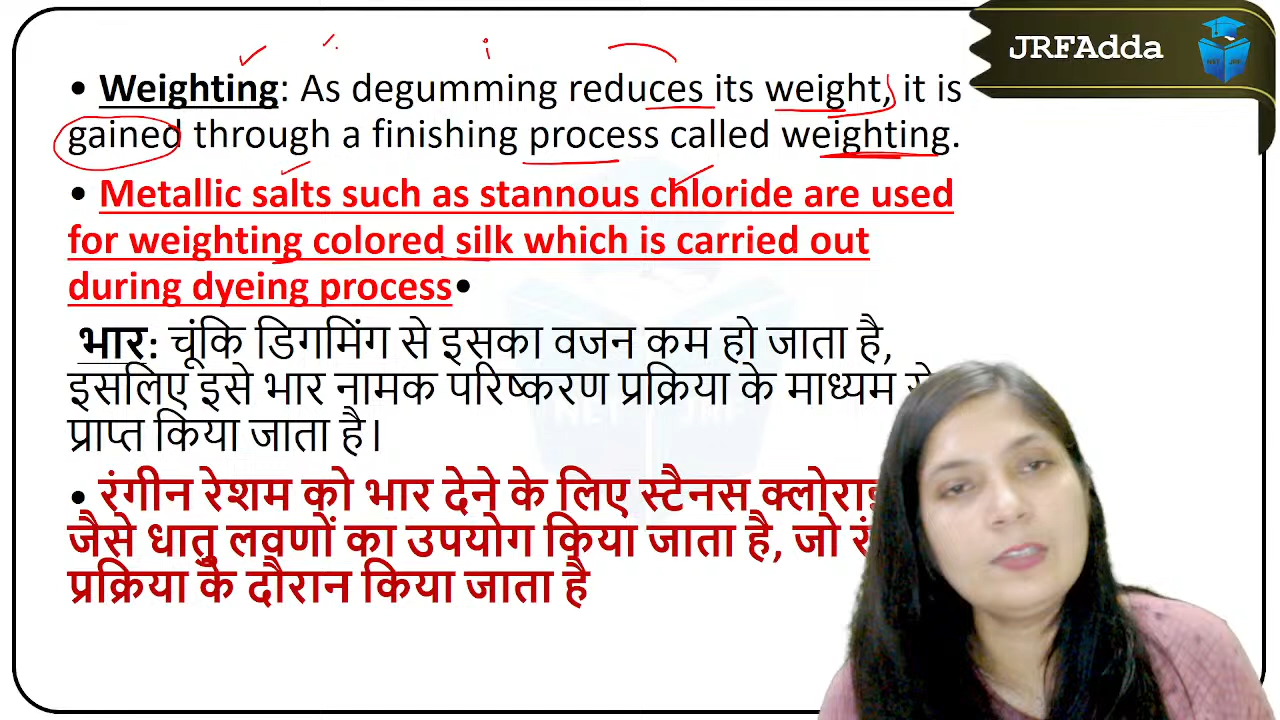 JRFAdda
• Weighting: As degumming reduces its weight, it is
gained through a finishing process called weighting.
• Metallic salts such as stannous chloride are used
for weighting colored silk which is carried out
during dyeing process•
भार: चूंकि डिगमिंग से इसका वजन कम हो जाता है,
इसलिए इसे भार नामक परिष्करण प्रक्रिया के माध्यम
प्राप्त किया जाता है।
• रंगीन रेशम को भार देने के लिए स्टैनस
जैसे धातु लवणों का उपयोग किया जाता है, जो
प्रक्रिया के दौरान किया जाता है
NET JRF